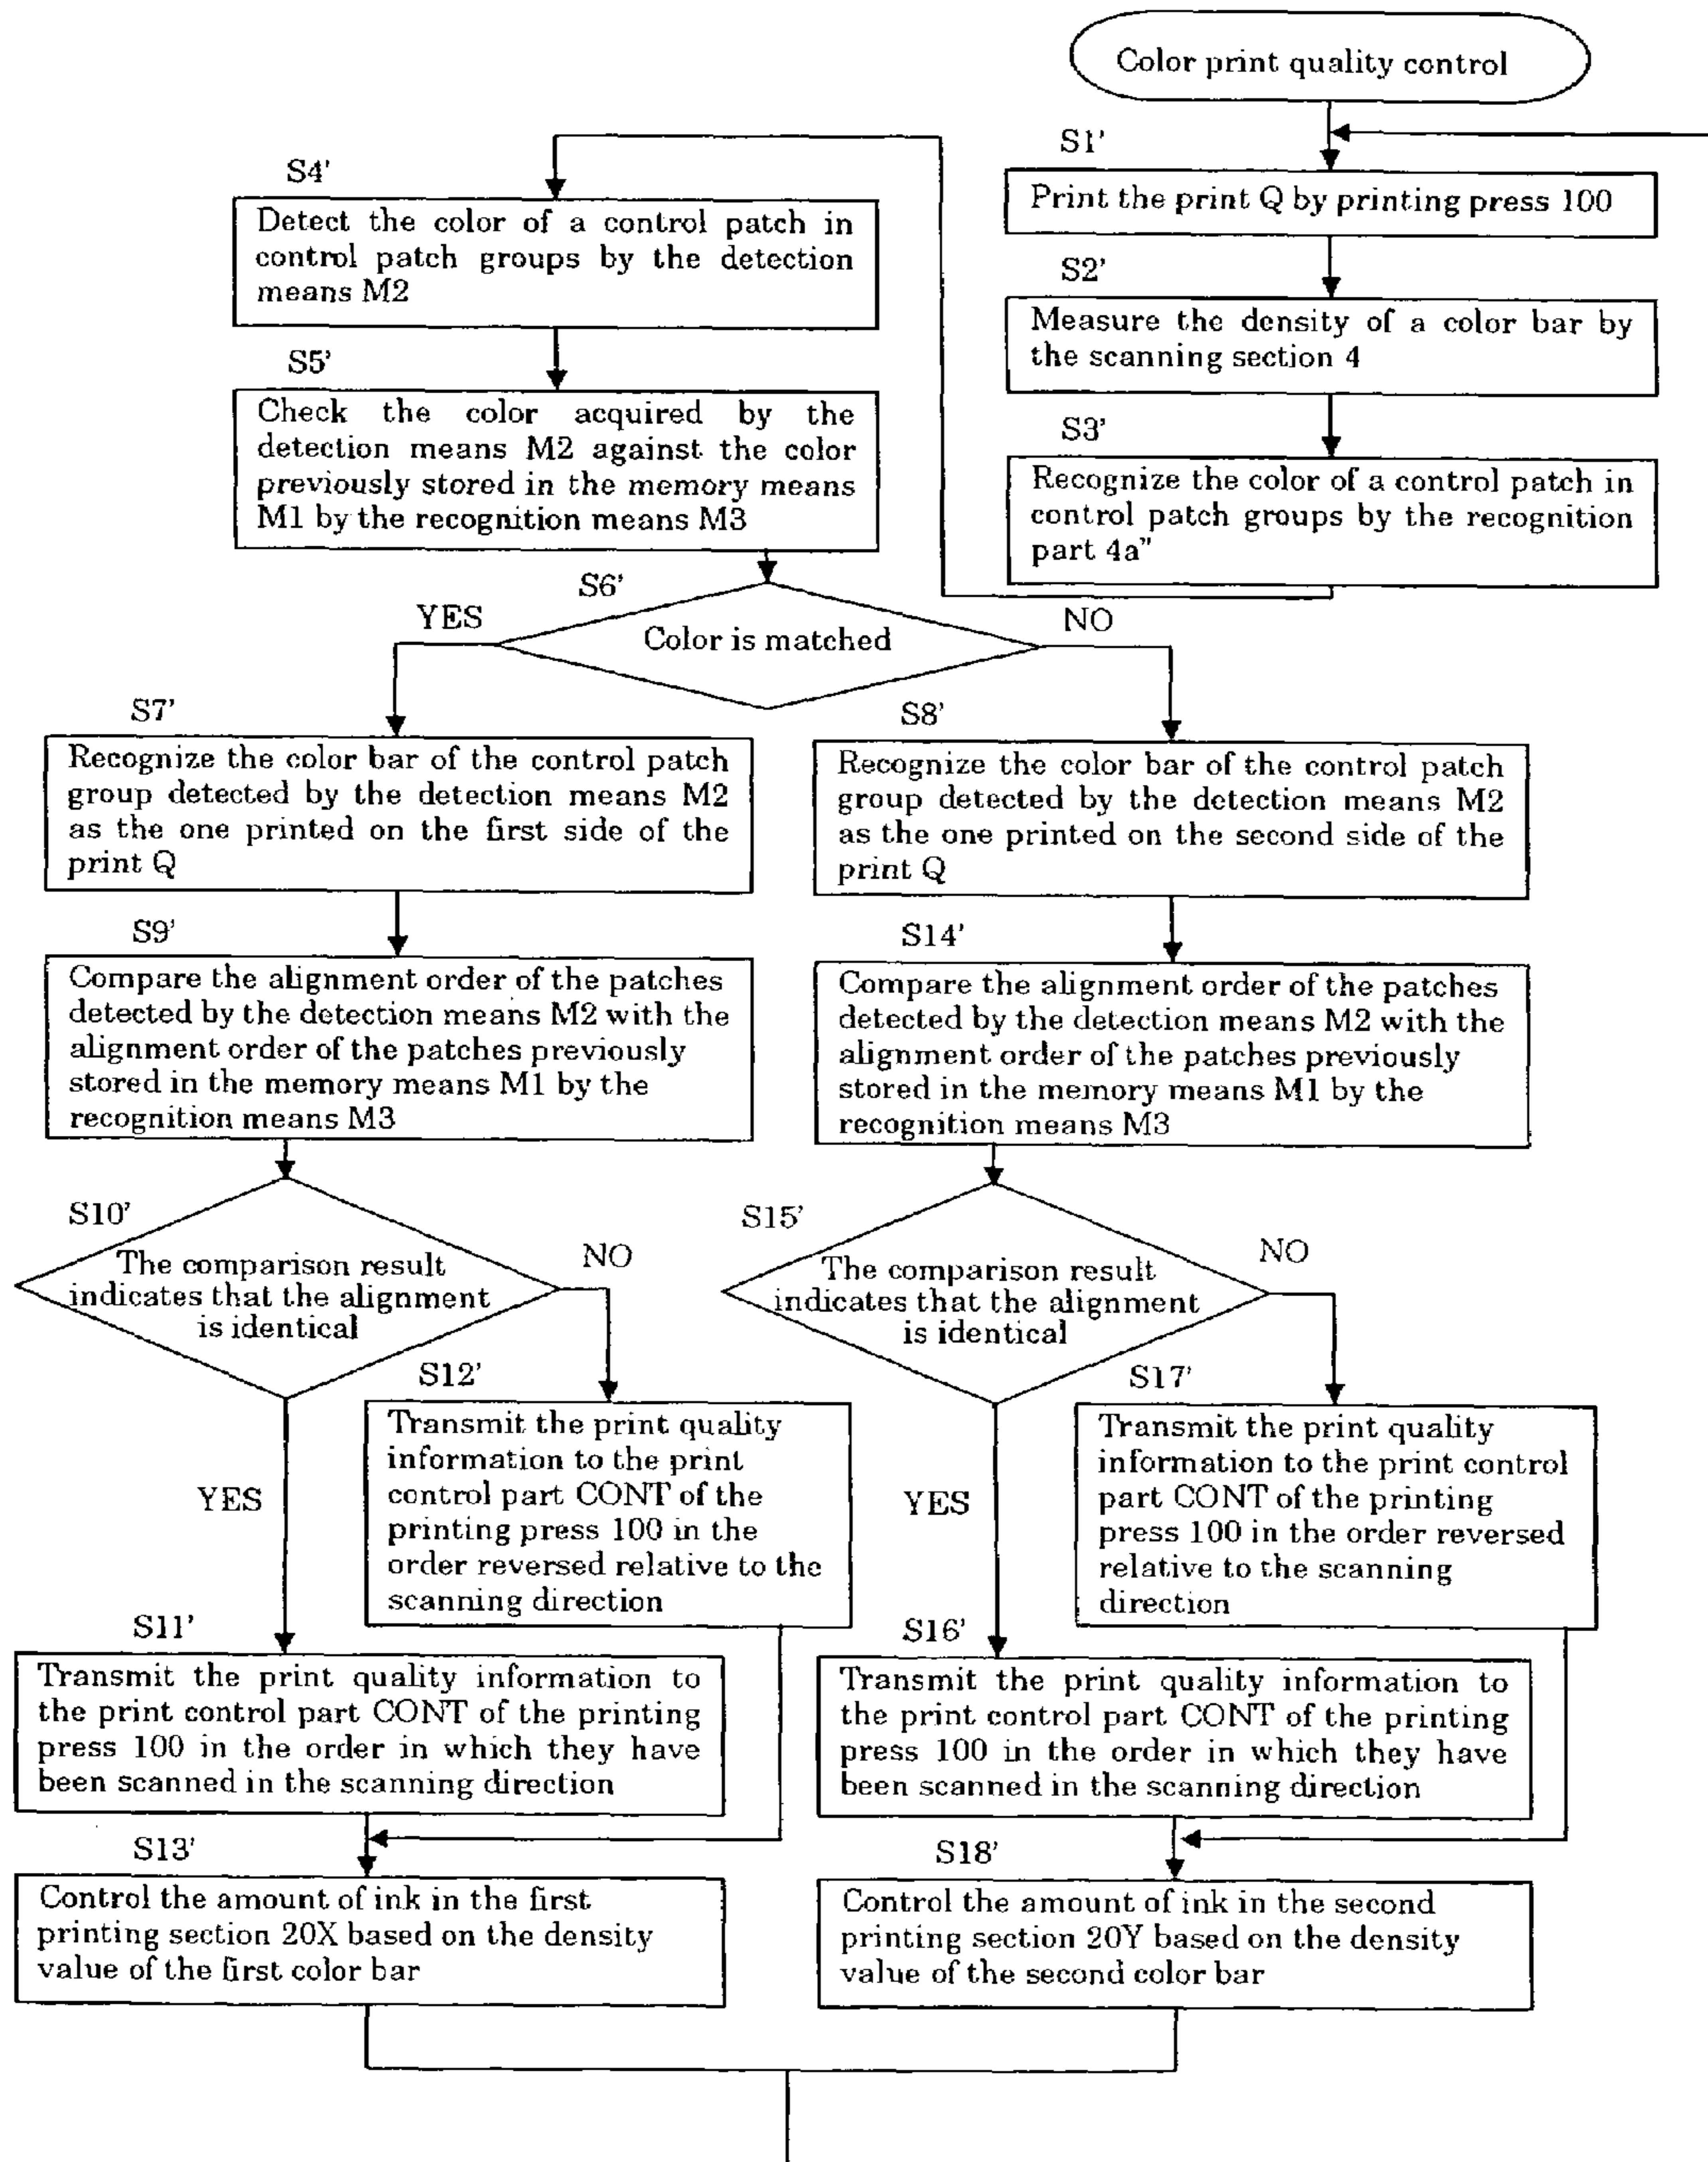 Color print quality control
S1'
Print the print Q by printing press 100
S2'
Measure the density of a color bar by
the scanning section 4
S3'
Recognize the color of a control patch in
control patch groups by the recognition
part 4a"
S4'
Detect the color of a control patch in
control patch groups by the detection
means M2
S5'
Check the color acquired by the
detection means M2 against the color
previously stored in the memory means
M1 by the recognition means M3
S6'
YES
Color is matched
NO
S7'
Recognize the color bar of the control patch
group detected by the detection means M2
as the one printed on the first side of the
print Q
S8'
Recognize the color bar of the control patch
group detected by the detection means M2
as the one printed on the second side of the
print Q
S9'
Compare the alignment order of the patches
detected by the detection means M2 with the
alignment order of the patches previously
stored in the memory means M1 by the
recognition means M3
S14'
Compare the alignment order of the patches
detected by the detection means M2 with the
alignment order of the patches previously
stored in the memory means M1 by the
recognition means M3
S10'
The comparison result
indicates that the alignment
is identical
NO
YES
S15'
The comparison result
indicates that the alignment
is identical
NO
YES
S12'
Transmit the print quality
information to the print
control part CONT of the
printing press 100 in the
order reversed relative to the
scanning direction
S17'
Transmit the print quality
information to the print control
part CONT of the printing
press 100 in the order reversed
relative to the scanning
direction
S11'
Transmit the print quality information to
the print control part CONT of the printing
press 100 in the order in which they have
been scanned in the scanning direction
S16'
Transmit the print quality information to
the print control part CONT of the printing
press 100 in the order in which they have
been scanned in the scanning direction
S13'
Control the amount of ink in the first
printing section 20X based on the density
value of the first color bar
S18'
Control the amount of ink in the second
printing section 20Y based on the density
value of the second color bar